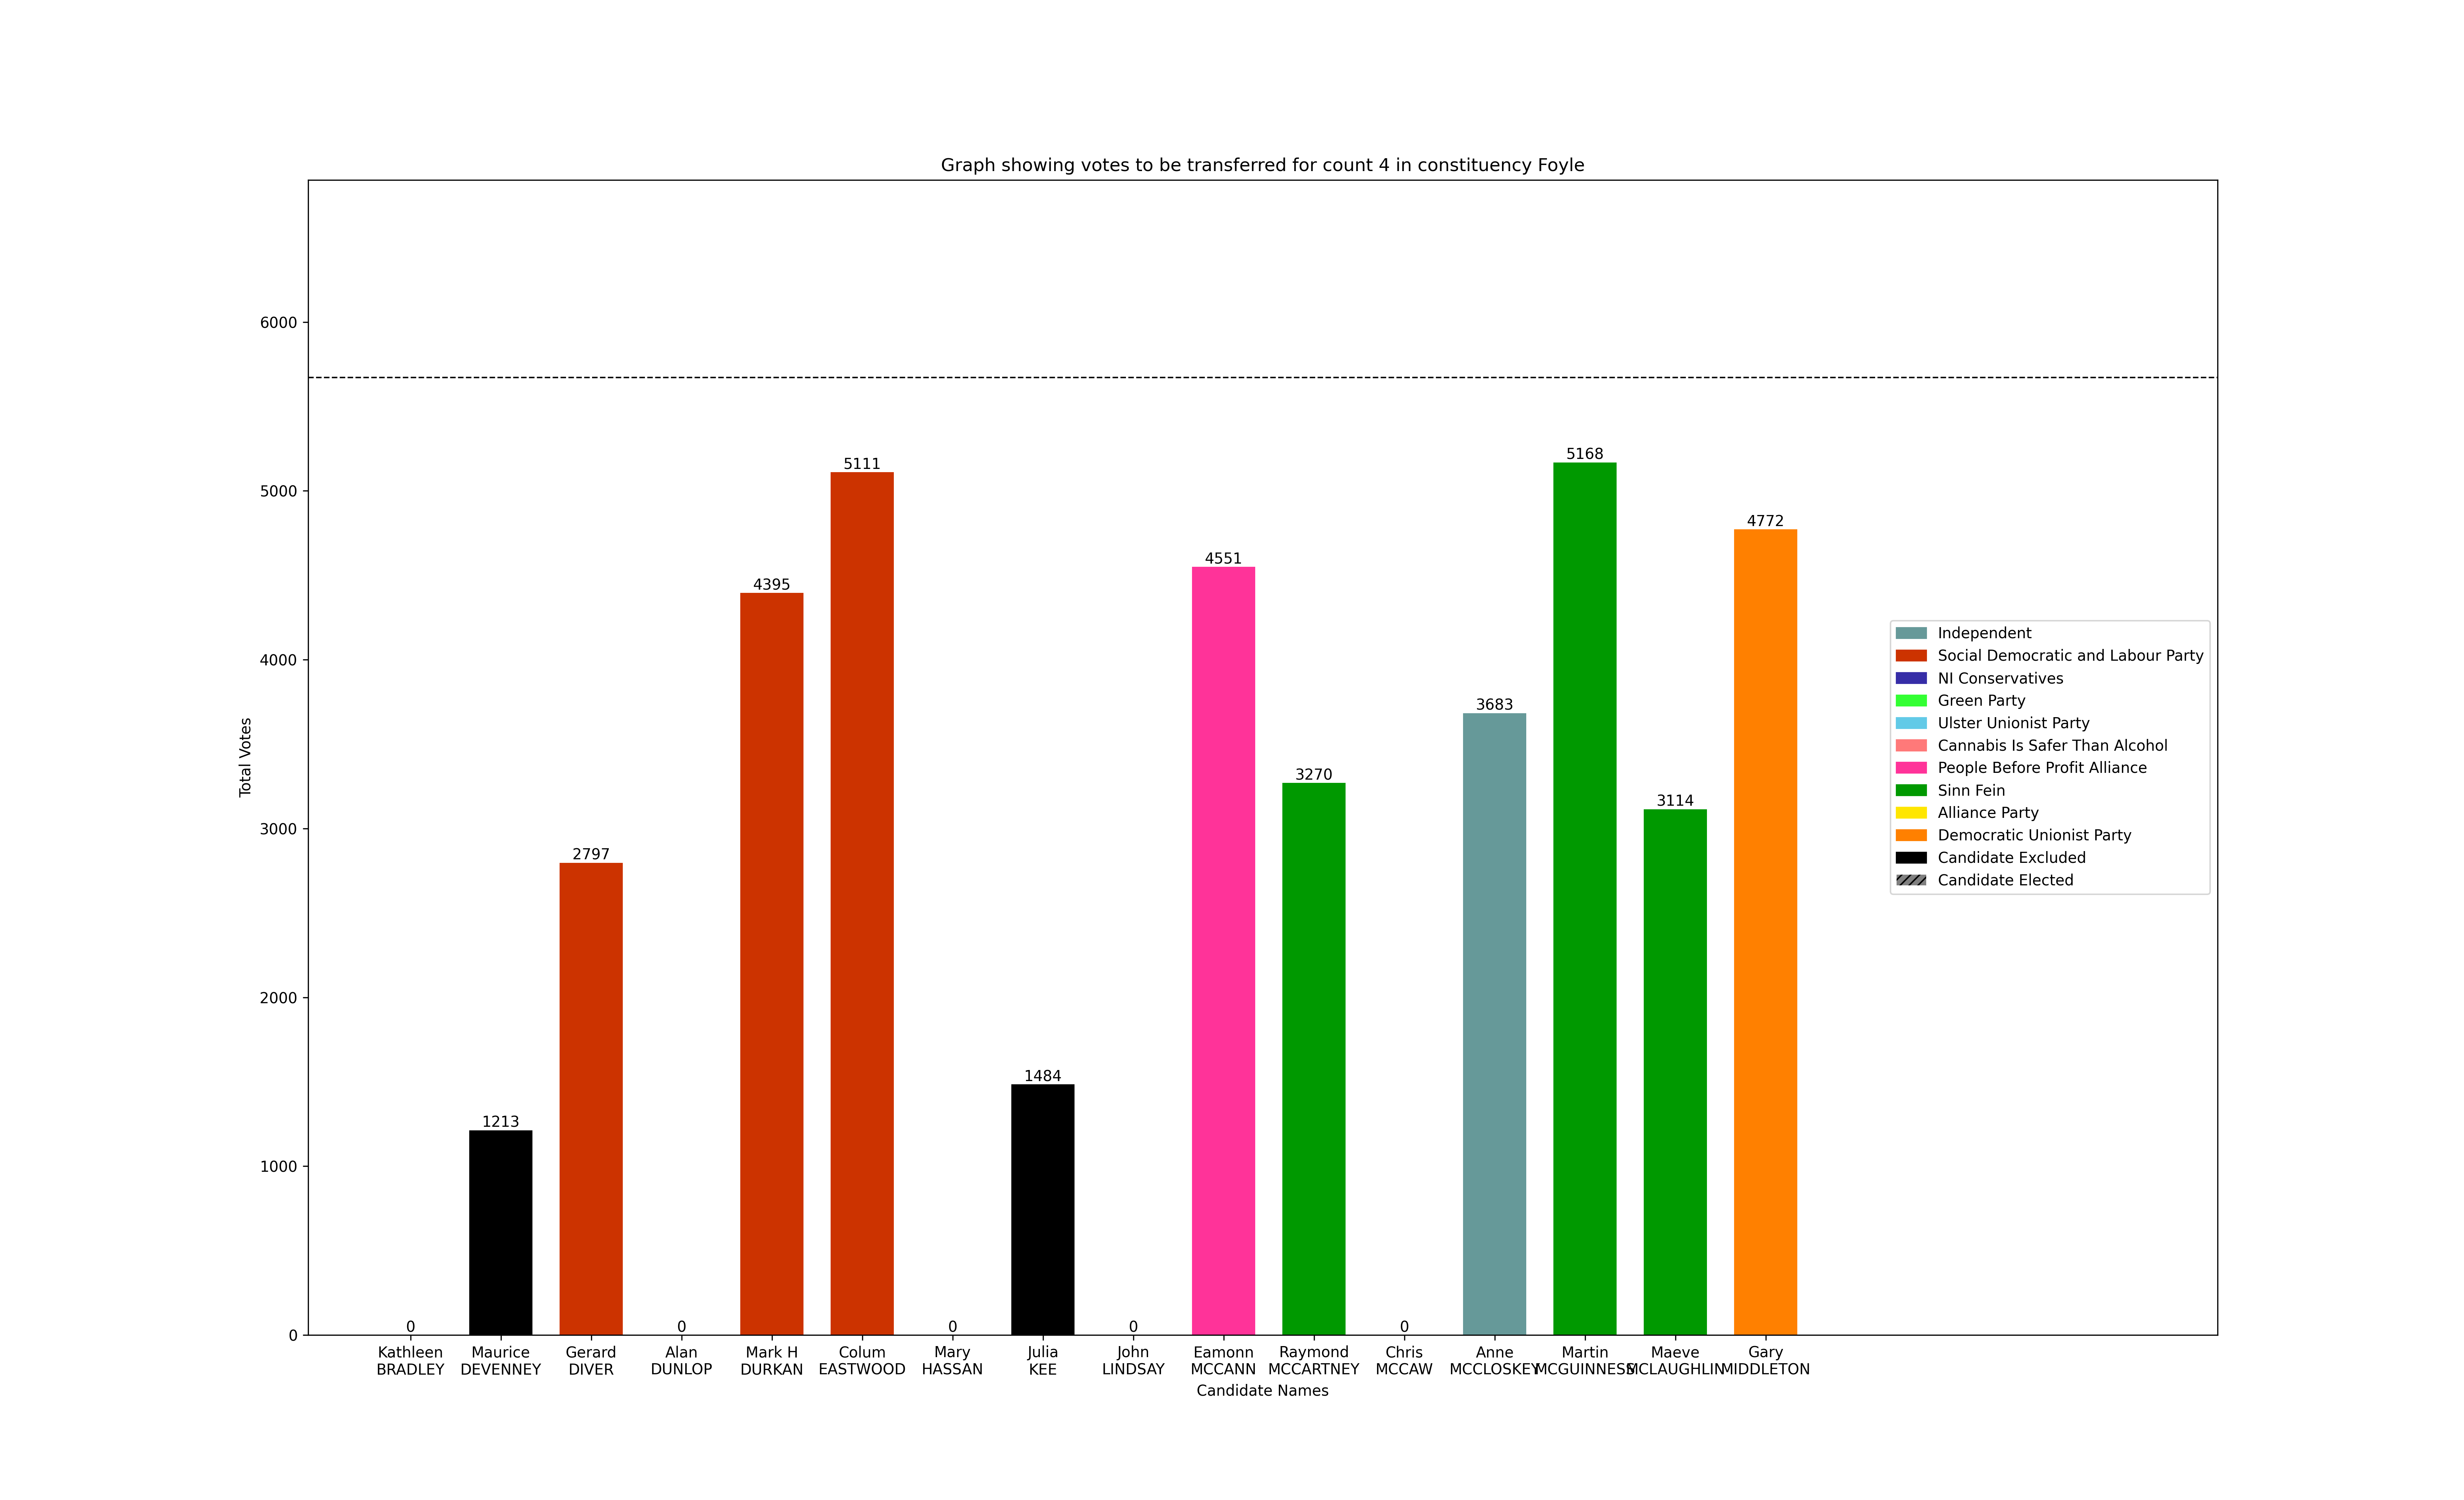 Graph showing votes to be transferred for count 4 in constituency Foyle
6000
5000
4000
3000
2000
1000
0
Total Votes
0
1213
2797
0
4395
5111
0
1484
0
4551
3270
0
3683
5168
3114
4772
Independent
Social Democratic and Labour Party
NI Conservatives
Green Party
Ulster Unionist Party
Cannabis Is Safer Than Alcohol
People Before Profit Alliance
Sinn Fein
Alliance Party
Democratic Unionist Party
Candidate Excluded
Candidate Elected
Kathleen
BRADLEY
Maurice
DEVENNEY
Gerard
DIVER
Alan
DUNLOP
Mark H
DURKAN
Colum
EASTWOOD
Mary
HASSAN
Julia
KEE
John
LINDSAY
Eamonn
MCCANN
Raymond
MCCARTNEY
Chris
MCCAW
Anne
MCCLOSKEY
Martin
MCGUINNESS
Maeve
MCLAUGHLIN
Gary
MIDDLETON
Candidate Names